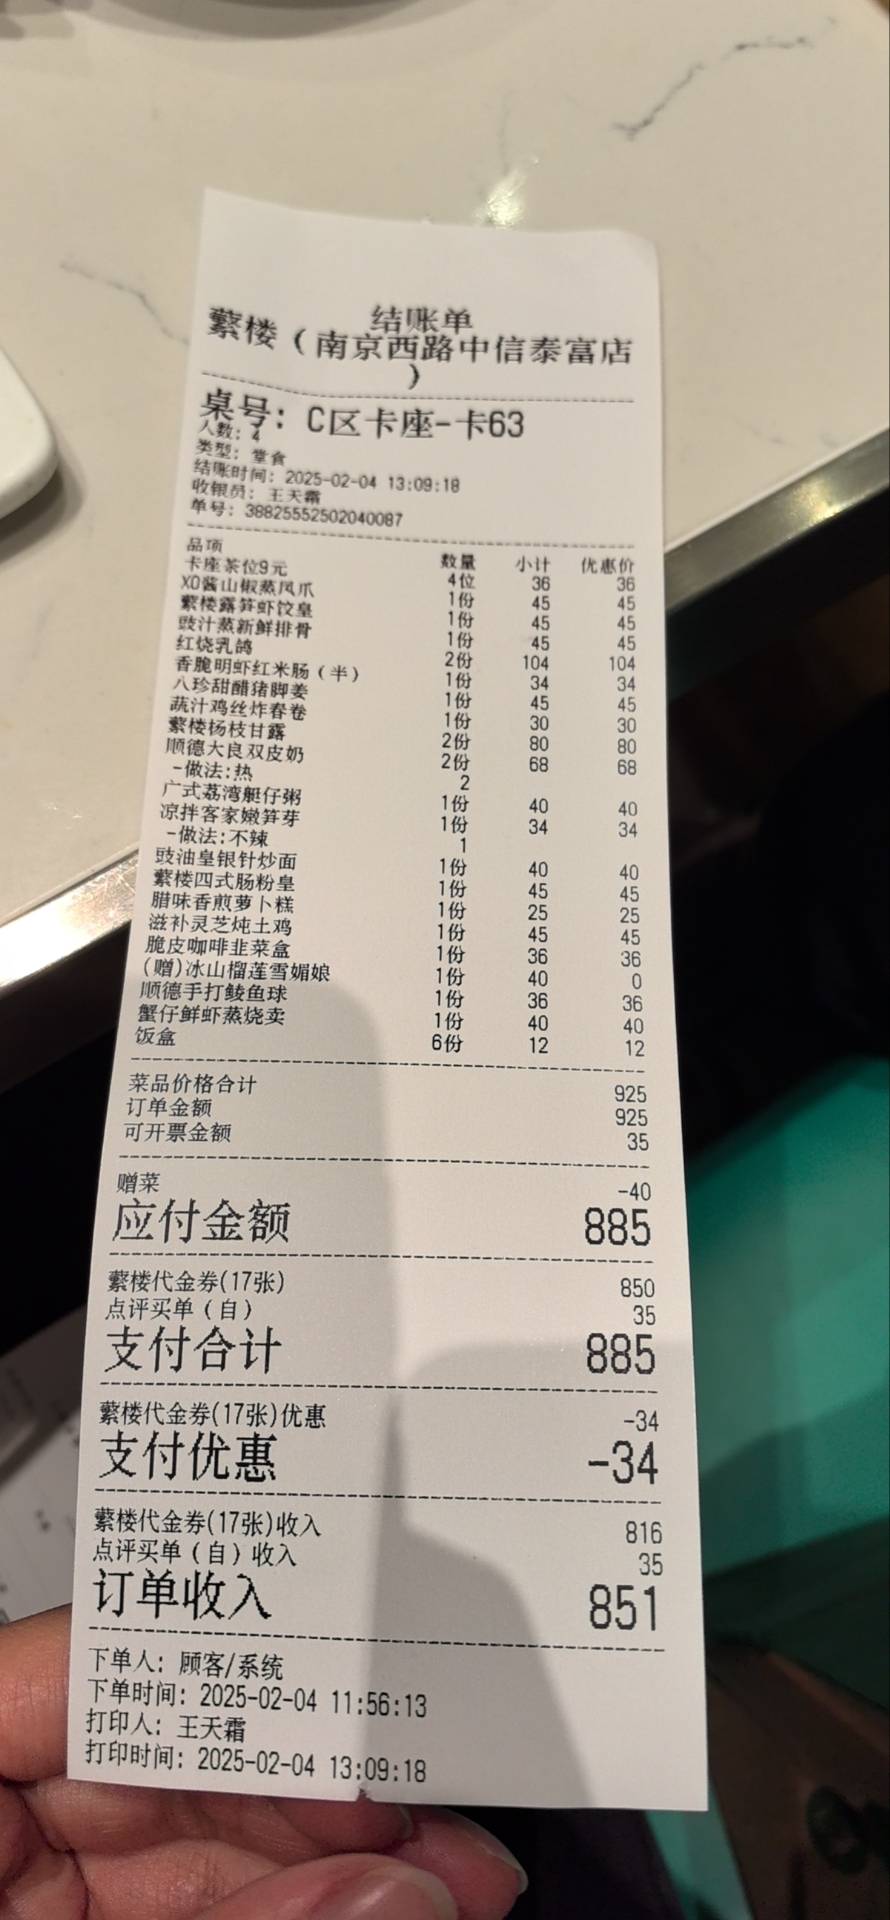 结账单
蘩楼（南京西路中信泰富店
）
桌号: C区卡座-卡63
人数: 4
类型: 堂食
结账时间: 2025-02-04 13:09:18
收银员: 王天霜
单号: 38825552502040087
品项 数量 小计 优惠价
卡座茶位9元 4位 36 36
XO酱山椒蒸凤爪 1份 45 45
蘩楼露笋虾饺皇 1份 45 45
豉汁蒸新鲜排骨 1份 45 45
红烧乳鸽 2份 104 104
香脆明虾红米肠（半） 1份 34 34
八珍甜醋猪脚姜 1份 45 45
蔬汁鸡丝炸春卷 1份 30 30
蘩楼杨枝甘露 2份 80 80
顺德大良双皮奶 2份 68 68
-做法:热 2
广式荔湾艇仔粥 1份 40 40
凉拌客家嫩笋芽 1份 34 34
-做法:不辣 1
豉油皇银针炒面 1份 40 40
蘩楼四式肠粉皇 1份 45 45
腊味香煎萝卜糕 1份 25 25
滋补灵芝炖土鸡 1份 45 45
脆皮咖啡韭菜盒 1份 36 36
(赠)冰山榴莲雪媚娘 1份 40 0
顺德手打鲮鱼球 1份 36 36
蟹仔鲜虾蒸烧卖 1份 40 40
饭盒 6份 12 12
菜品价格合计 925
订单金额 925
可开票金额 35
赠菜 -40
应付金额 885
蘩楼代金券(17张) 850
点评买单（自） 35
支付合计 885
蘩楼代金券(17张)优惠 -34
支付优惠 -34
蘩楼代金券(17张)收入 816
点评买单（自）收入 35
订单收入 851
下单人: 顾客/系统
下单时间: 2025-02-04 11:56:13
打印人: 王天霜
打印时间: 2025-02-04 13:09:18